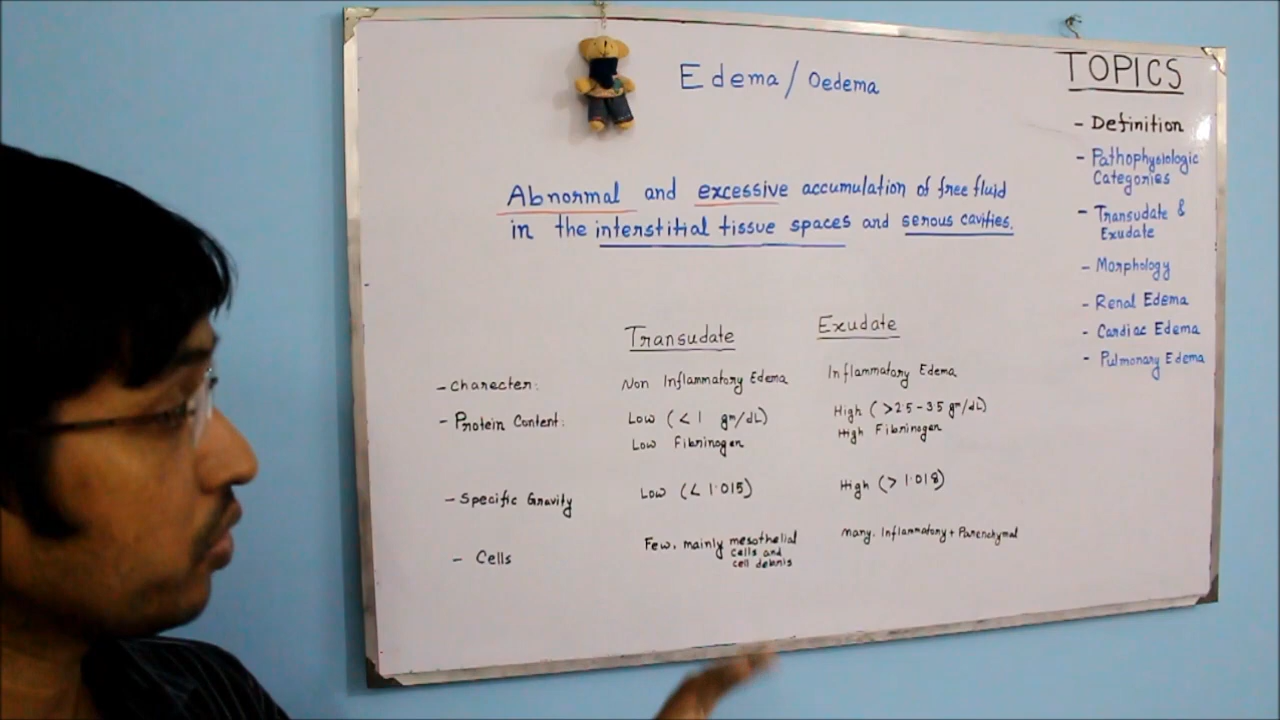 Edema / Oedema
Abnormal and excessive accumulation of free fluid
in the interstitial tissue spaces and serous cavities.
Transudate Exudate
- Character: Non Inflammatory Edema Inflammatory Edema
- Protein Content: Low (< 1 gm/dL) High (>2.5-3.5 gm/dL)
Low Fibrinogen High Fibrinogen
- Specific Gravity Low (< 1.015) High (> 1.018)
- Cells Few, mainly mesothelial Many, Inflammatory + Parenchymal
cells and
cell debris
TOPICS
- Definition
- Pathophysiologic
Categories
- Transudate &
Exudate
- Morphology
- Renal Edema
- Cardiac Edema
- Pulmonary Edema